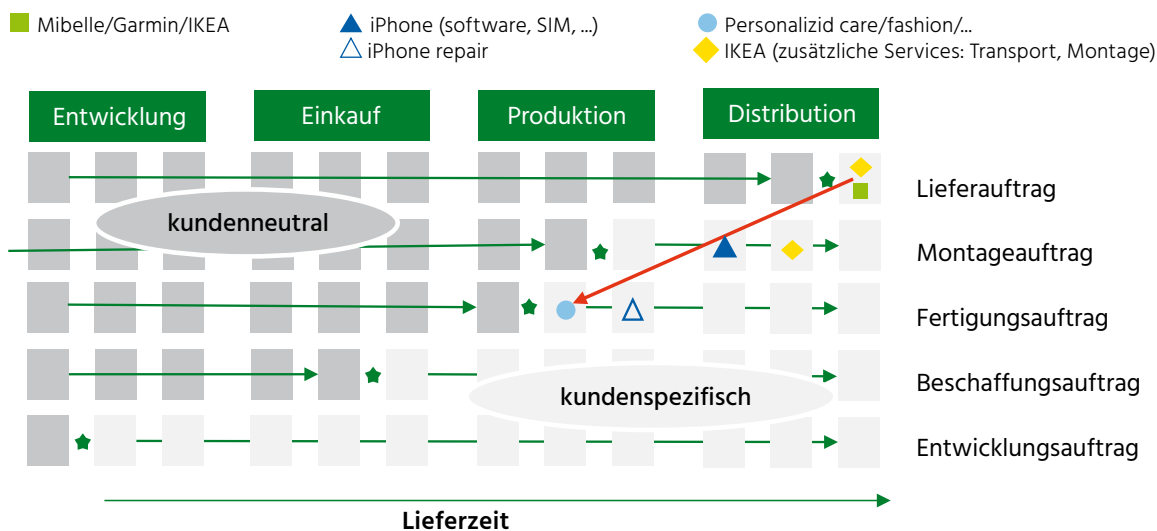 Mibelle/Garmin/IKEA
iPhone (software, SIM, ...)
Personalizid care/fashion/...
iPhone repair
IKEA (zusätzliche Services: Transport, Montage)
Entwicklung
Einkauf
Produktion
Distribution
Lieferauftrag
kundenneutral
Montageauftrag
Fertigungsauftrag
Beschaffungsauftrag
kundenspezifisch
Entwicklungsauftrag
Lieferzeit